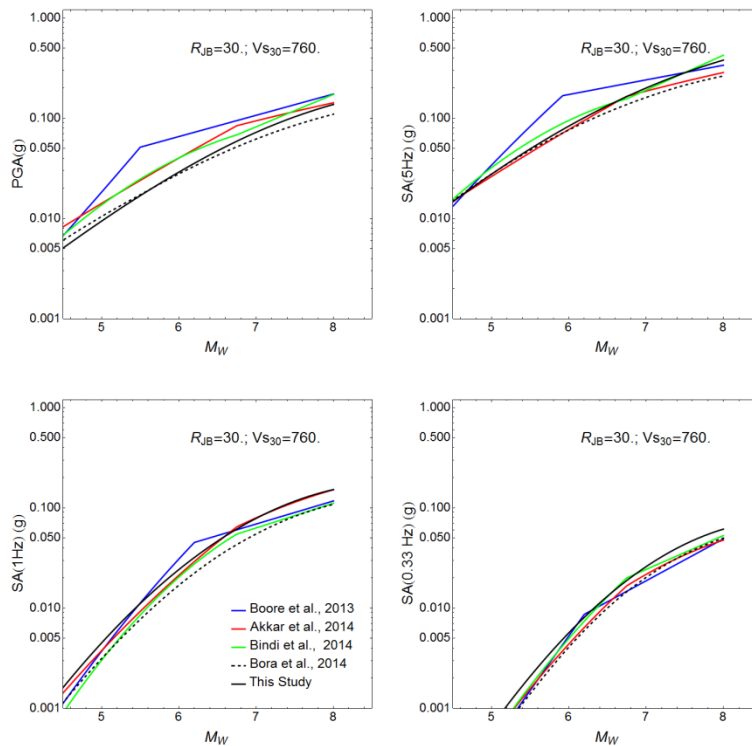 R_JB=30.; Vs_30=760.
1.000
0.500
0.100
0.050
0.010
0.005
0.001
PGA(g)
5 6 7 8
M_W
R_JB=30.; Vs_30=760.
1.000
0.500
0.100
0.050
0.010
0.005
0.001
SA(5Hz) (g)
5 6 7 8
M_W
R_JB=30.; Vs_30=760.
1.000
0.500
0.100
0.050
0.010
0.005
0.001
SA(1Hz) (g)
Boore et al., 2013
Akkar et al., 2014
Bindi et al., 2014
Bora et al., 2014
This Study
5 6 7 8
M_W
R_JB=30.; Vs_30=760.
1.000
0.500
0.100
0.050
0.010
0.005
0.001
SA(0.33 Hz) (g)
5 6 7 8
M_W